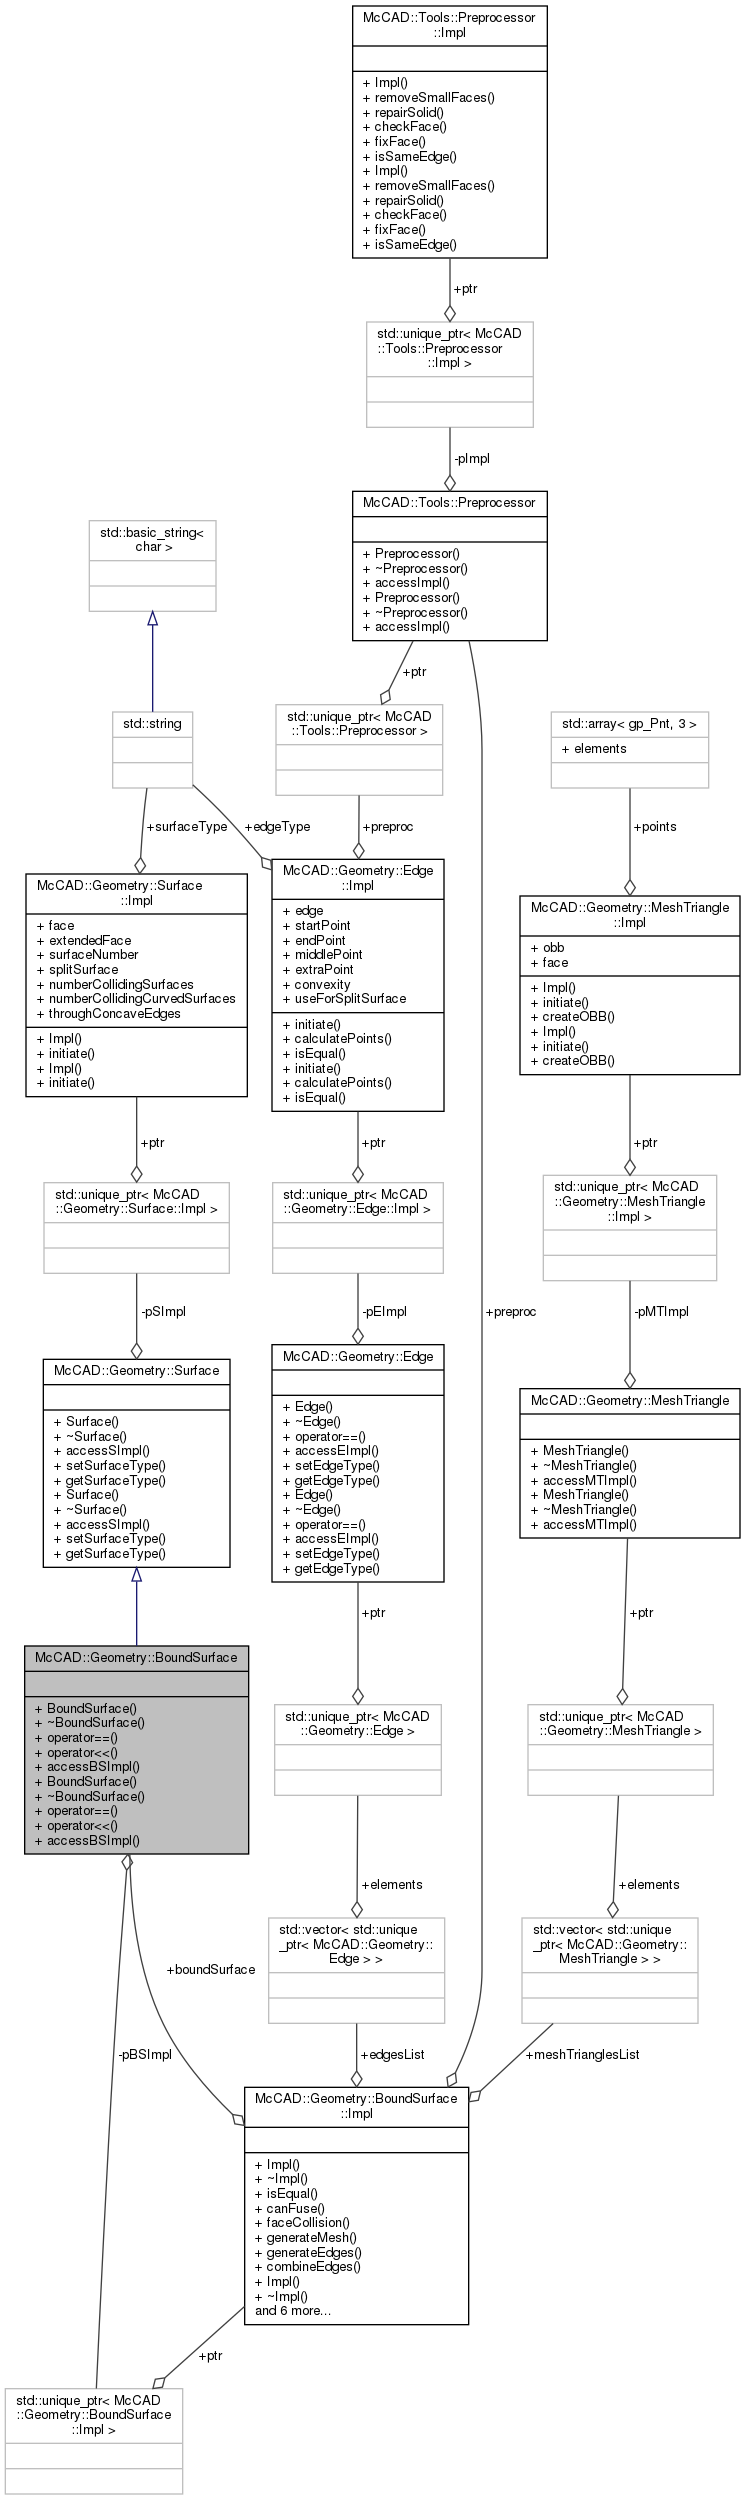 McCAD::Tools::Preprocessor
::Impl
+ Impl()
+ removeSmallFaces()
+ repairSolid()
+ checkFace()
+ fixFace()
+ isSameEdge()
+ Impl()
+ removeSmallFaces()
+ repairSolid()
+ checkFace()
+ fixFace()
+ isSameEdge()
+ptr
std::unique_ptr< McCAD
::Tools::Preprocessor
::Impl >
-pImpl
McCAD::Tools::Preprocessor
+ Preprocessor()
+ ~Preprocessor()
+ accessImpl()
+ Preprocessor()
+ ~Preprocessor()
+ accessImpl()
std::basic_string<
char >
+ptr
std::string
std::unique_ptr< McCAD
::Tools::Preprocessor >
std::array< gp_Pnt, 3 >
+ elements
+surfaceType
+edgeType
+preproc
+points
McCAD::Geometry::Surface
::Impl
+ face
+ extendedFace
+ surfaceNumber
+ splitSurface
+ numberCollidingSurfaces
+ numberCollidingCurvedSurfaces
+ throughConcaveEdges
+ Impl()
+ initiate()
+ Impl()
+ initiate()
McCAD::Geometry::Edge
::Impl
+ edge
+ startPoint
+ endPoint
+ middlePoint
+ extraPoint
+ convexity
+ useForSplitSurface
+ initiate()
+ calculatePoints()
+ isEqual()
+ initiate()
+ calculatePoints()
+ isEqual()
McCAD::Geometry::MeshTriangle
::Impl
+ obb
+ face
+ Impl()
+ initiate()
+ createOBB()
+ Impl()
+ initiate()
+ createOBB()
+ptr
+ptr
+ptr
std::unique_ptr< McCAD
::Geometry::Surface::Impl >
std::unique_ptr< McCAD
::Geometry::Edge::Impl >
std::unique_ptr< McCAD
::Geometry::MeshTriangle
::Impl >
-pSImpl
-pEImpl
+preproc
-pMTImpl
McCAD::Geometry::Surface
+ Surface()
+ ~Surface()
+ accessSImpl()
+ setSurfaceType()
+ getSurfaceType()
+ Surface()
+ ~Surface()
+ accessSImpl()
+ setSurfaceType()
+ getSurfaceType()
McCAD::Geometry::Edge
+ Edge()
+ ~Edge()
+ operator==()
+ accessEImpl()
+ setEdgeType()
+ getEdgeType()
+ Edge()
+ ~Edge()
+ operator==()
+ accessEImpl()
+ setEdgeType()
+ getEdgeType()
McCAD::Geometry::MeshTriangle
+ MeshTriangle()
+ ~MeshTriangle()
+ accessMTImpl()
+ MeshTriangle()
+ ~MeshTriangle()
+ accessMTImpl()
+ptr
+ptr
McCAD::Geometry::BoundSurface
+ BoundSurface()
+ ~BoundSurface()
+ operator==()
+ operator<<()
+ accessBSImpl()
+ BoundSurface()
+ ~BoundSurface()
+ operator==()
+ operator<<()
+ accessBSImpl()
std::unique_ptr< McCAD
::Geometry::Edge >
std::unique_ptr< McCAD
::Geometry::MeshTriangle >
+elements
+elements
+boundSurface
std::vector< std::unique
_ptr< McCAD::Geometry::
Edge > >
std::vector< std::unique
_ptr< McCAD::Geometry::
MeshTriangle > >
-pBSImpl
+edgesList
+meshTrianglesList
McCAD::Geometry::BoundSurface
::Impl
+ Impl()
+ ~Impl()
+ isEqual()
+ canFuse()
+ faceCollision()
+ generateMesh()
+ generateEdges()
+ combineEdges()
+ Impl()
+ ~Impl()
and 6 more...
+ptr
std::unique_ptr< McCAD
::Geometry::BoundSurface
::Impl >